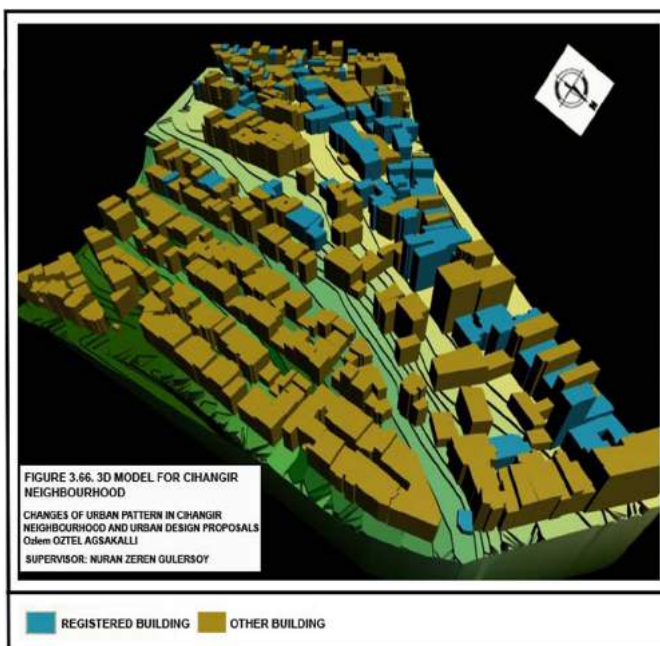 N
FIGURE 3.66. 3D MODEL FOR CIHANGIR
NEIGHBOURHOOD
CHANGES OF URBAN PATTERN IN CIHANGIR
NEIGHBOURHOOD AND URBAN DESIGN PROPOSALS
Ozlem OZTEL AGSAKALLI
SUPERVISOR: NURAN ZEREN GULERSOY
REGISTERED BUILDING
OTHER BUILDING